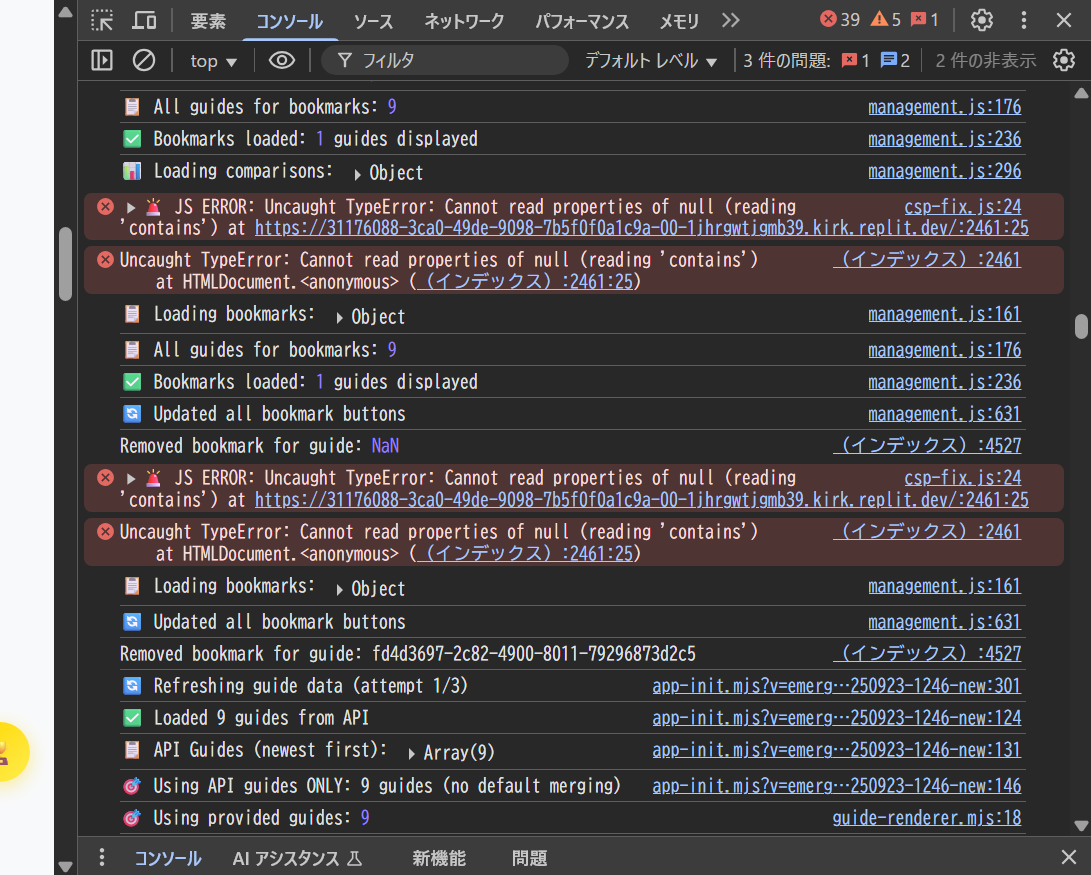 要素 コンソール ソース ネットワーク パフォーマンス メモリ 39 5 1
top フィルタ デフォルト レベル 3 件の問題: 1 2 2 件の非表示
📋 All guides for bookmarks: 9 management.js:176
✅ Bookmarks loaded: 1 guides displayed management.js:236
📊 Loading comparisons: ▶ Object management.js:296
▶ 🚨 JS ERROR: Uncaught TypeError: Cannot read properties of null (reading csp-fix.js:24
'contains') at https://31176088-3ca0-49de-9098-7b5f0f0a1c9a-00-1jhrgwtjgmb39.kirk.replit.dev/:2461:25
Uncaught TypeError: Cannot read properties of null (reading 'contains') (インデックス):2461
at HTMLDocument.<anonymous> ((インデックス):2461:25)
📋 Loading bookmarks: ▶ Object management.js:161
📋 All guides for bookmarks: 9 management.js:176
✅ Bookmarks loaded: 1 guides displayed management.js:236
🔄 Updated all bookmark buttons management.js:631
Removed bookmark for guide: NaN (インデックス):4527
▶ 🚨 JS ERROR: Uncaught TypeError: Cannot read properties of null (reading csp-fix.js:24
'contains') at https://31176088-3ca0-49de-9098-7b5f0f0a1c9a-00-1jhrgwtjgmb39.kirk.replit.dev/:2461:25
Uncaught TypeError: Cannot read properties of null (reading 'contains') (インデックス):2461
at HTMLDocument.<anonymous> ((インデックス):2461:25)
📋 Loading bookmarks: ▶ Object management.js:161
🔄 Updated all bookmark buttons management.js:631
Removed bookmark for guide: fd4d3697-2c82-4900-8011-79296873d2c5 (インデックス):4527
🔄 Refreshing guide data (attempt 1/3) app-init.mjs?v=emerg…250923-1246-new:301
✅ Loaded 9 guides from API app-init.mjs?v=emerg…250923-1246-new:124
📋 API Guides (newest first): ▶ Array(9) app-init.mjs?v=emerg…250923-1246-new:131
🎯 Using API guides ONLY: 9 guides (no default merging) app-init.mjs?v=emerg…250923-1246-new:146
🎯 Using provided guides: 9 guide-renderer.mjs:18
コンソール AI アシスタンス 新機能 問題